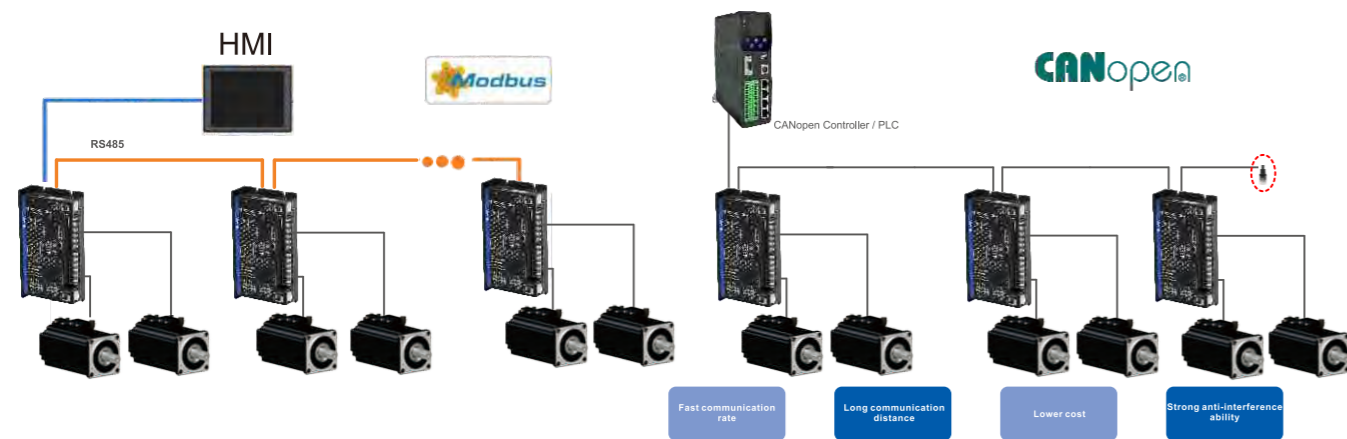 HMI
Modbus
RS485
CANopen
CANopen Controller / PLC
Fast communication
rate
Long communication
distance
Lower cost
Strong anti-interference
ability